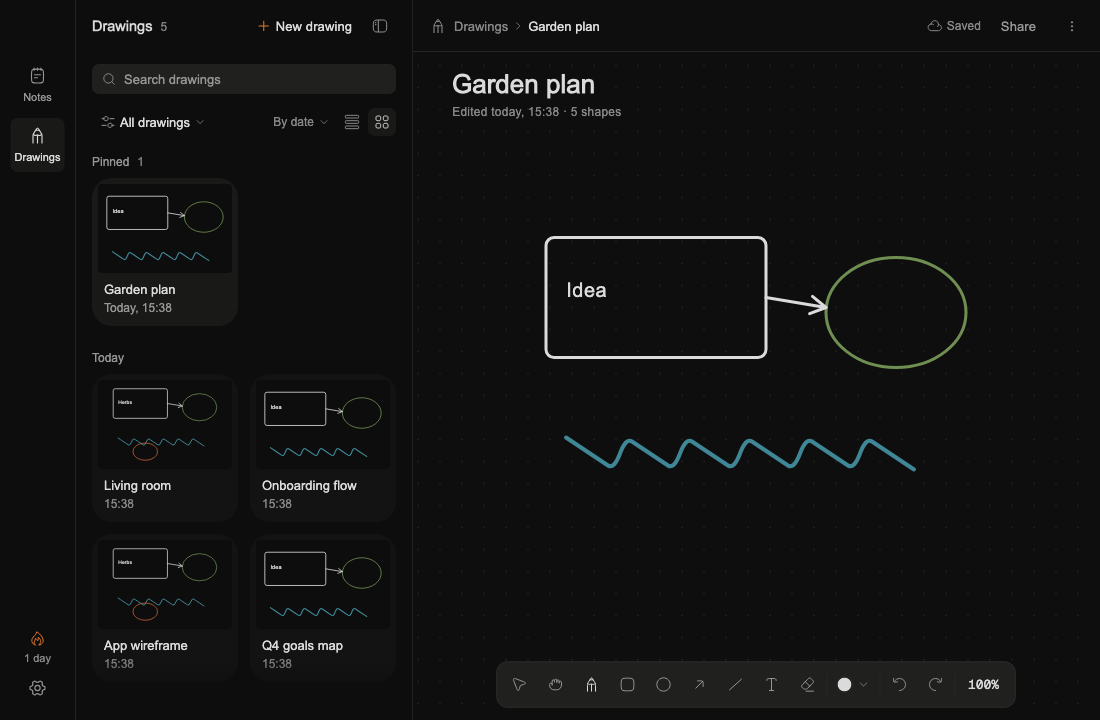 Notes
Drawings
1 day
Drawings 5
New drawing
Search drawings
All drawings
By date
Pinned 1
Idea
Garden plan
Today, 15:38
Today
Herbs
Living room
15:38
Idea
Onboarding flow
15:38
Herbs
App wireframe
15:38
Idea
Q4 goals map
15:38
Drawings > Garden plan
Saved
Share
Garden plan
Edited today, 15:38 · 5 shapes
Idea
100%